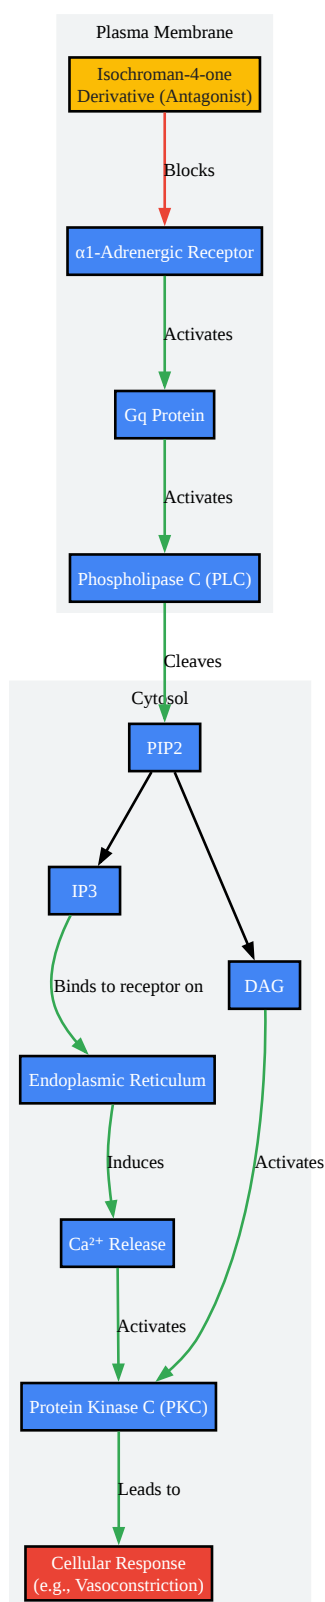 Plasma Membrane
Isochroman-4-one
Derivative (Antagonist)
Blocks
α1-Adrenergic Receptor
Activates
Gq Protein
Activates
Phospholipase C (PLC)
Cleaves
Cytosol
PIP2
IP3
Binds to receptor on
DAG
Endoplasmic Reticulum
Induces
Activates
Ca²⁺ Release
Activates
Protein Kinase C (PKC)
Leads to
Cellular Response
(e.g., Vasoconstriction)